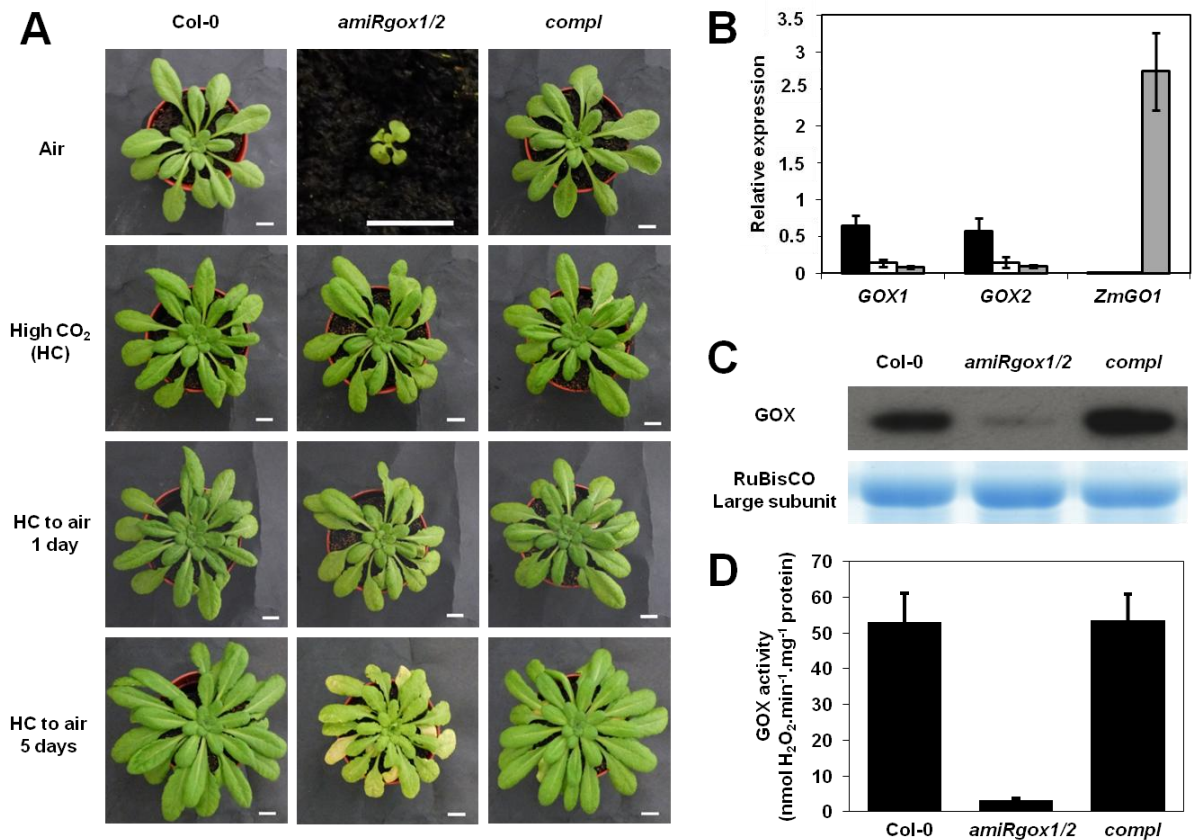 A
Col-0
amiRgox1/2
compl
Air
High CO₂
(HC)
HC to air
1 day
HC to air
5 days
B
Relative expression
3.5
3
2.5
2
1.5
1
0.5
0
GOX1
GOX2
ZmGO1
C
Col-0
amiRgox1/2
compl
GOX
RuBisCO
Large subunit
D
GOX activity
(nmol H₂O₂.min⁻¹.mg⁻¹ protein)
70
60
50
40
30
20
10
0
Col-0
amiRgox1/2
compl